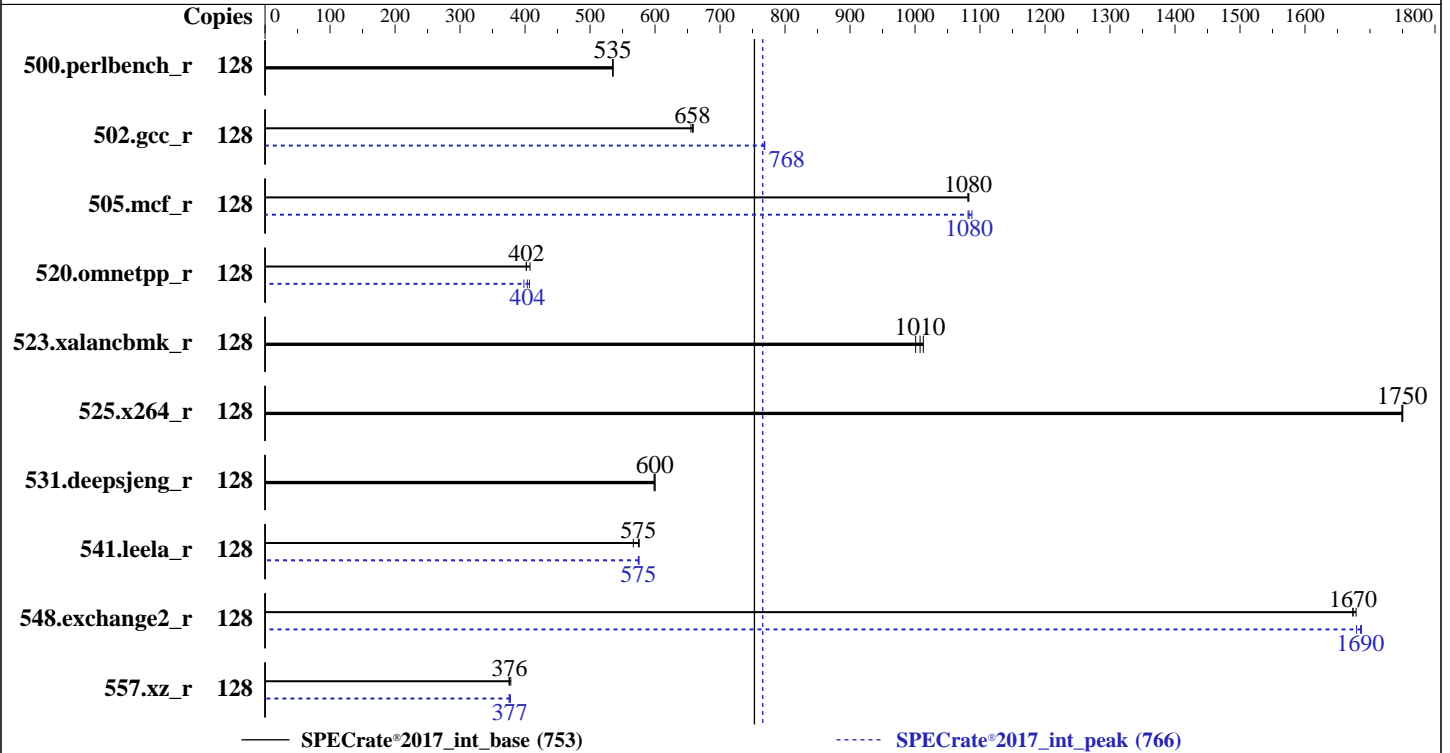 Copies 0 100 200 300 400 500 600 700 800 900 1000 1100 1200 1300 1400 1500 1600 1800
535
500.perlbench_r 128
658
502.gcc_r 128
768
1080
505.mcf_r 128
1080
402
520.omnetpp_r 128
404
1010
523.xalancbmk_r 128
1750
525.x264_r 128
600
531.deepsjeng_r 128
575
541.leela_r 128
575
1670
548.exchange2_r 128
1690
376
557.xz_r 128
377
SPECrate®2017_int_base (753) SPECrate®2017_int_peak (766)